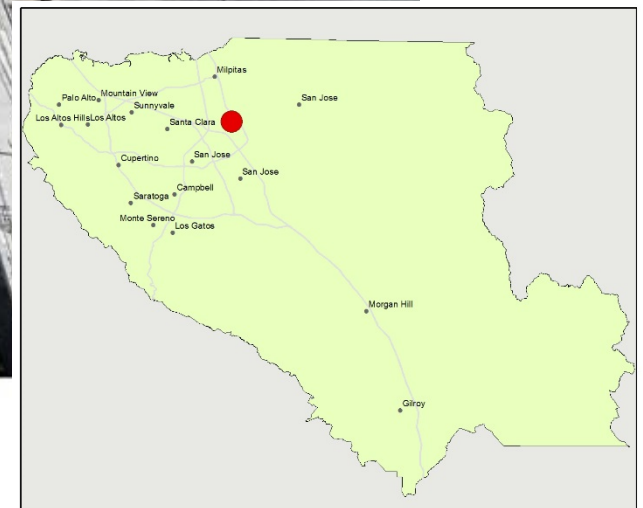 Milpitas
Palo Alto
Mountain View
San Jose
Sunnyvale
Los Altos Hills
Los Altos
Santa Clara
Cupertino
San Jose
San Jose
Saratoga
Campbell
Monte Sereno
Los Gatos
Morgan Hill
Gilroy